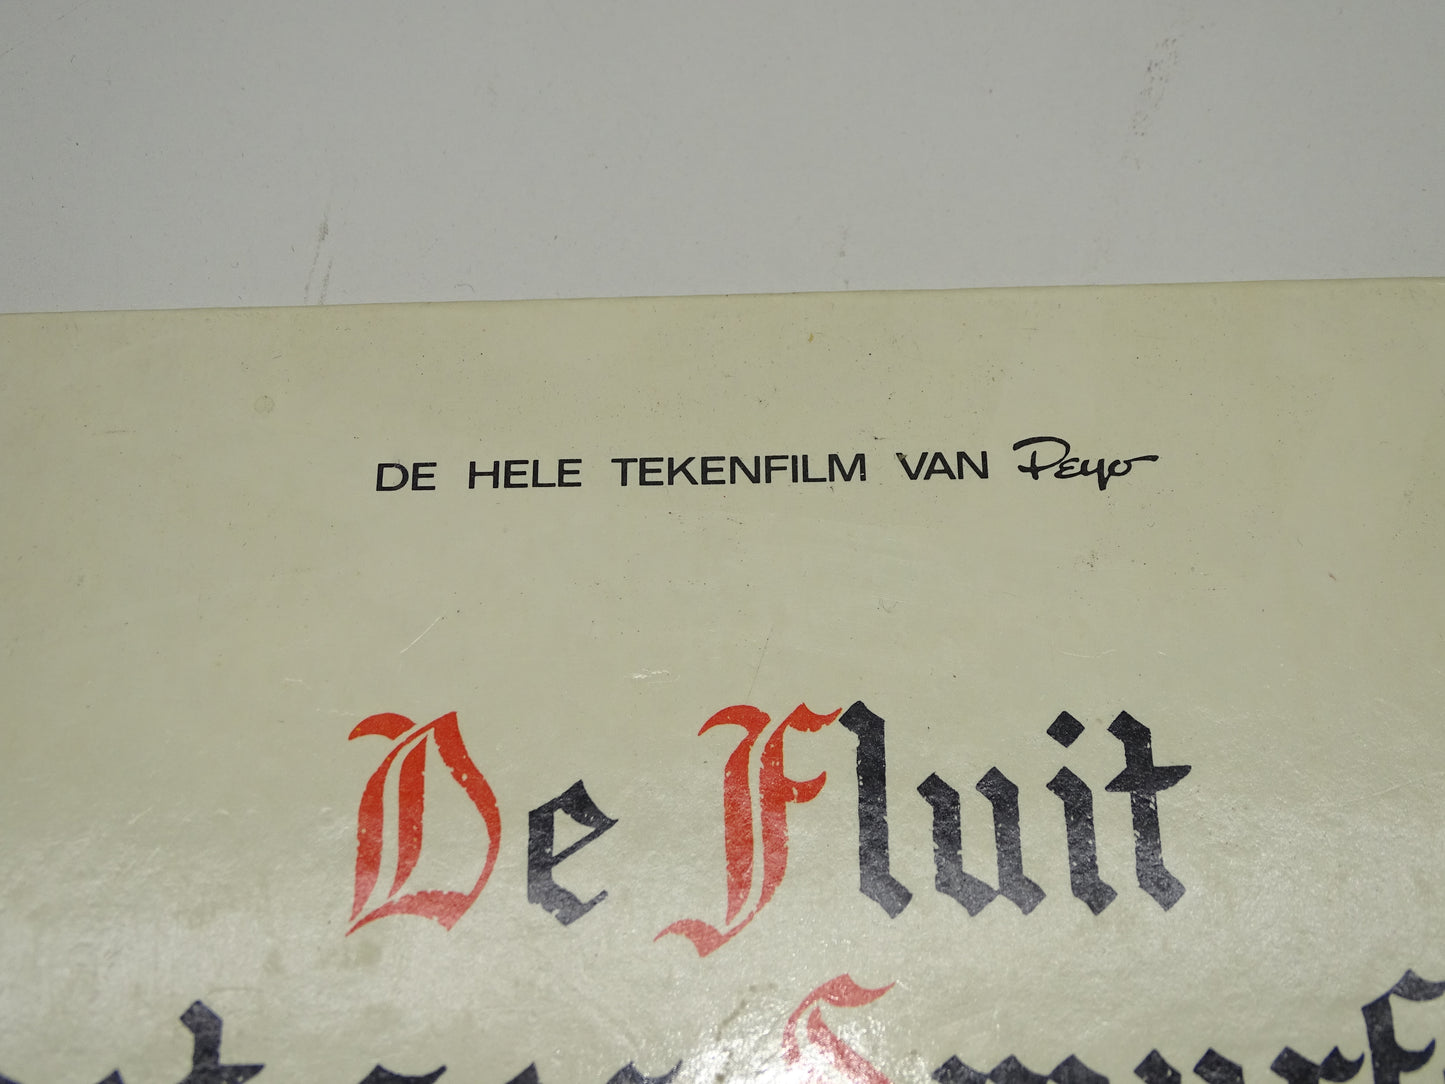 DE HELE TEKENFILM VAN Peyo
De Fluit